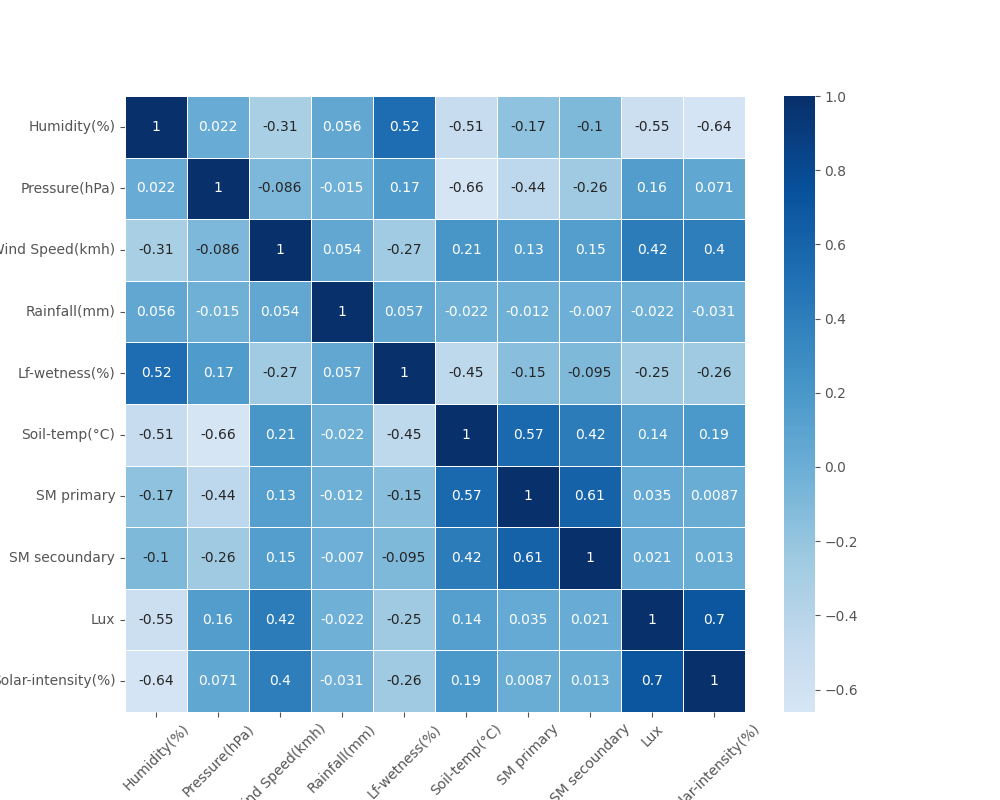 Humidity(%) 1 0.022 -0.31 0.056 0.52 -0.51 -0.17 -0.1 -0.55 -0.64
Pressure(hPa) 0.022 1 -0.086 -0.015 0.17 -0.66 -0.44 -0.26 0.16 0.071
Wind Speed(kmh) -0.31 -0.086 1 0.054 -0.27 0.21 0.13 0.15 0.42 0.4
Rainfall(mm) 0.056 -0.015 0.054 1 0.057 -0.022 -0.012 -0.007 -0.022 -0.031
Lf-wetness(%) 0.52 0.17 -0.27 0.057 1 -0.45 -0.15 -0.095 -0.25 -0.26
Soil-temp(°C) -0.51 -0.66 0.21 -0.022 -0.45 1 0.57 0.42 0.14 0.19
SM primary -0.17 -0.44 0.13 -0.012 -0.15 0.57 1 0.61 0.035 0.0087
SM secoundary -0.1 -0.26 0.15 -0.007 -0.095 0.42 0.61 1 0.021 0.013
Lux -0.55 0.16 0.42 -0.022 -0.25 0.14 0.035 0.021 1 0.7
Solar-intensity(%) -0.64 0.071 0.4 -0.031 -0.26 0.19 0.0087 0.013 0.7 1
Humidity(%)
Pressure(hPa)
nd Speed(kmh)
Rainfall(mm)
Lf-wetness(%)
Soil-temp(°C)
SM primary
SM secoundary
Lux
lar-intensity(%)
1.0
0.8
0.6
0.4
0.2
0.0
−0.2
−0.4
−0.6